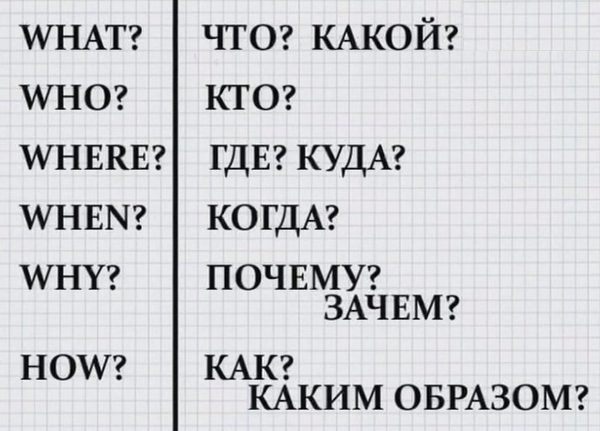 WHAT? ЧТО? КАКОЙ?
WHO? КТО?
WHERE? ГДЕ? КУДА?
WHEN? КОГДА?
WHY? ПОЧЕМУ?
ЗАЧЕМ?
HOW? КАК?
КАКИМ ОБРАЗОМ?